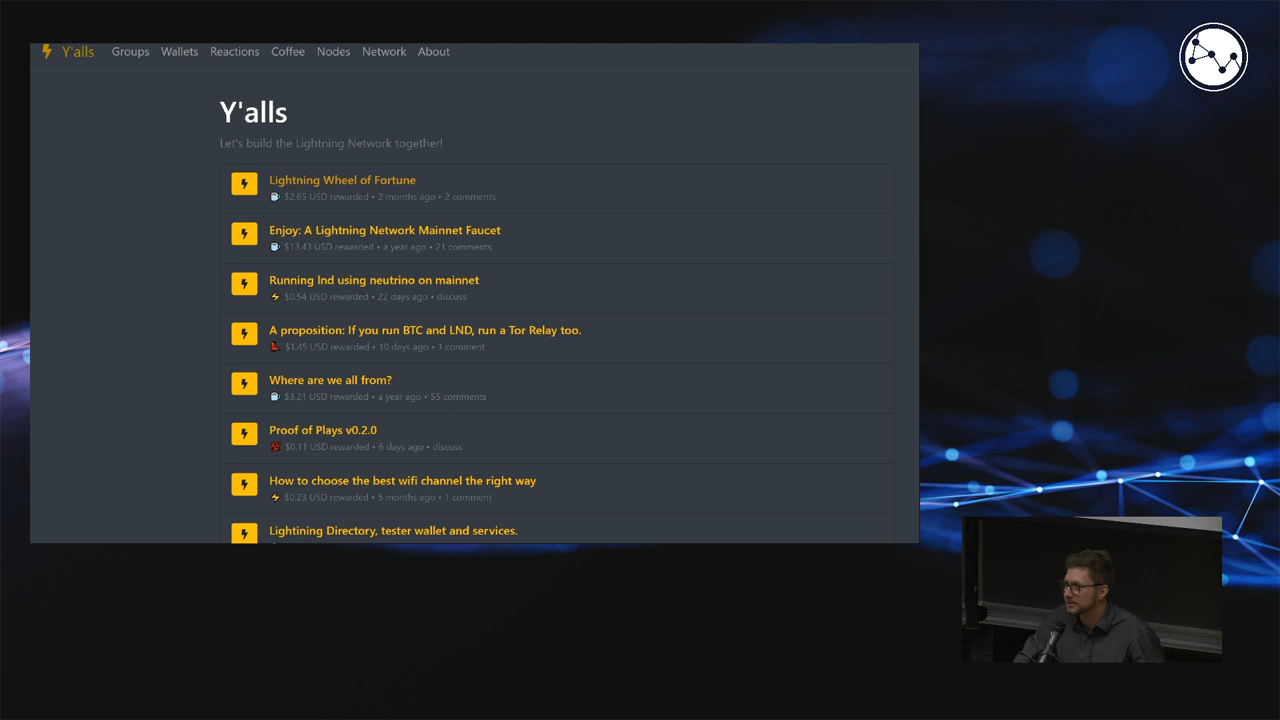 Y'alls Groups Wallets Reactions Coffee Nodes Network About
Y'alls
Let's build the Lightning Network together!
Lightning Wheel of Fortune
$2.65 USD rewarded • 2 months ago • 2 comments
Enjoy: A Lightning Network Mainnet Faucet
$13.43 USD rewarded • a year ago • 21 comments
Running lnd using neutrino on mainnet
$0.54 USD rewarded • 22 days ago • discuss
A proposition: If you run BTC and LND, run a Tor Relay too.
$1.45 USD rewarded • 10 days ago • 1 comment
Where are we all from?
$3.21 USD rewarded • a year ago • 55 comments
Proof of Plays v0.2.0
$0.11 USD rewarded • 6 days ago • discuss
How to choose the best wifi channel the right way
$0.23 USD rewarded • 5 months ago • 1 comment
Lightining Directory, tester wallet and services.